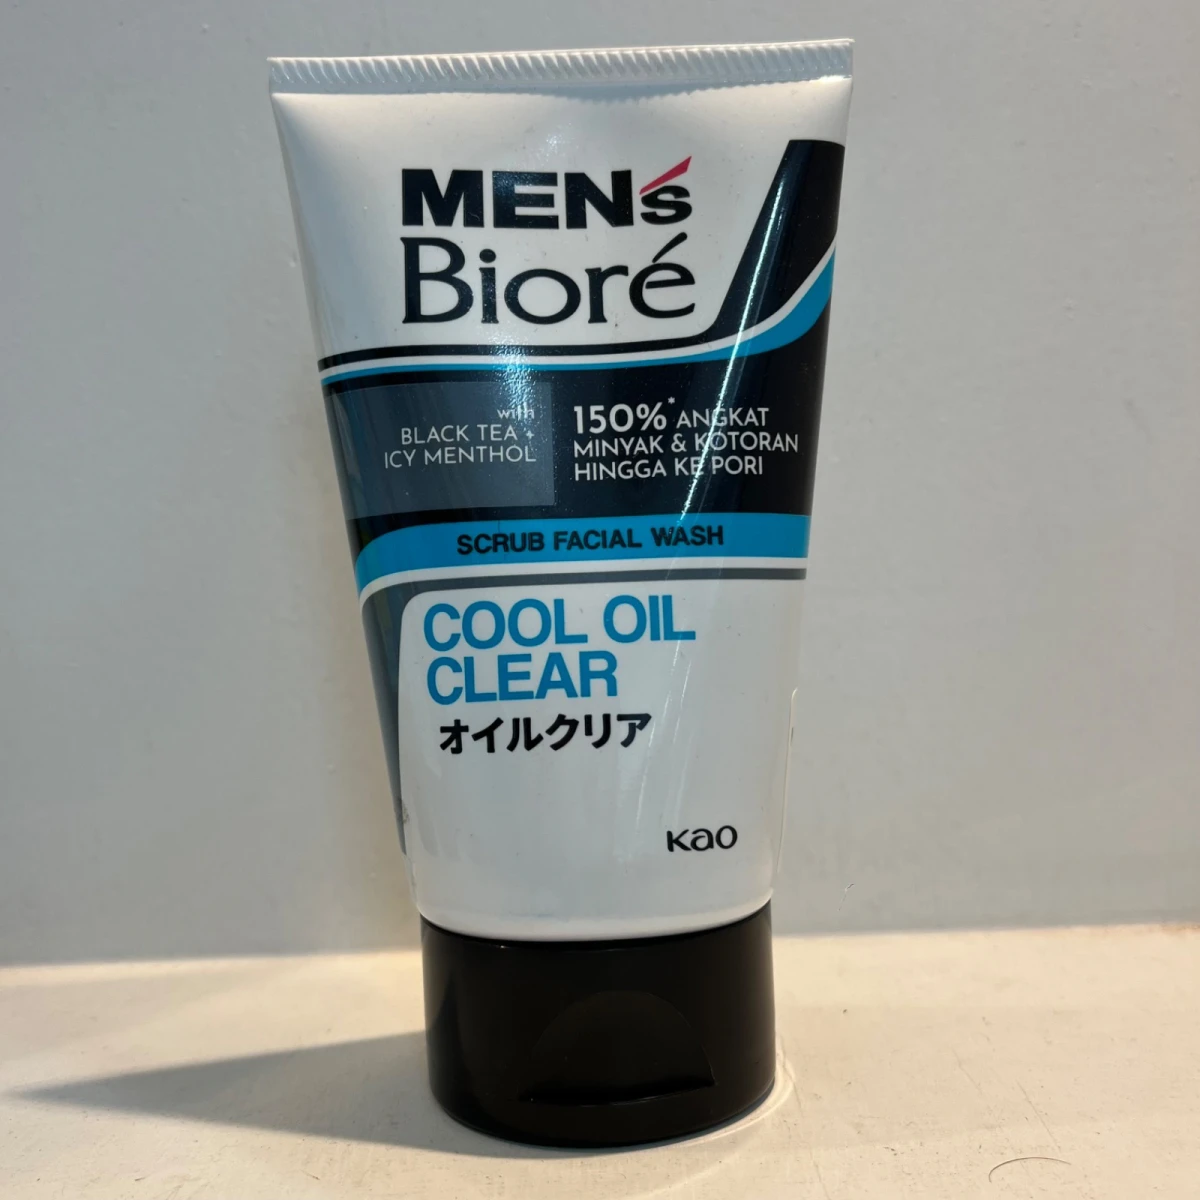 MEN's
Bioré
with
BLACK TEA +
ICY MENTHOL
150%* ANGKAT
MINYAK & KOTORAN
HINGGA KE PORI
SCRUB FACIAL WASH
COOL OIL
CLEAR
オイルクリア
Kao